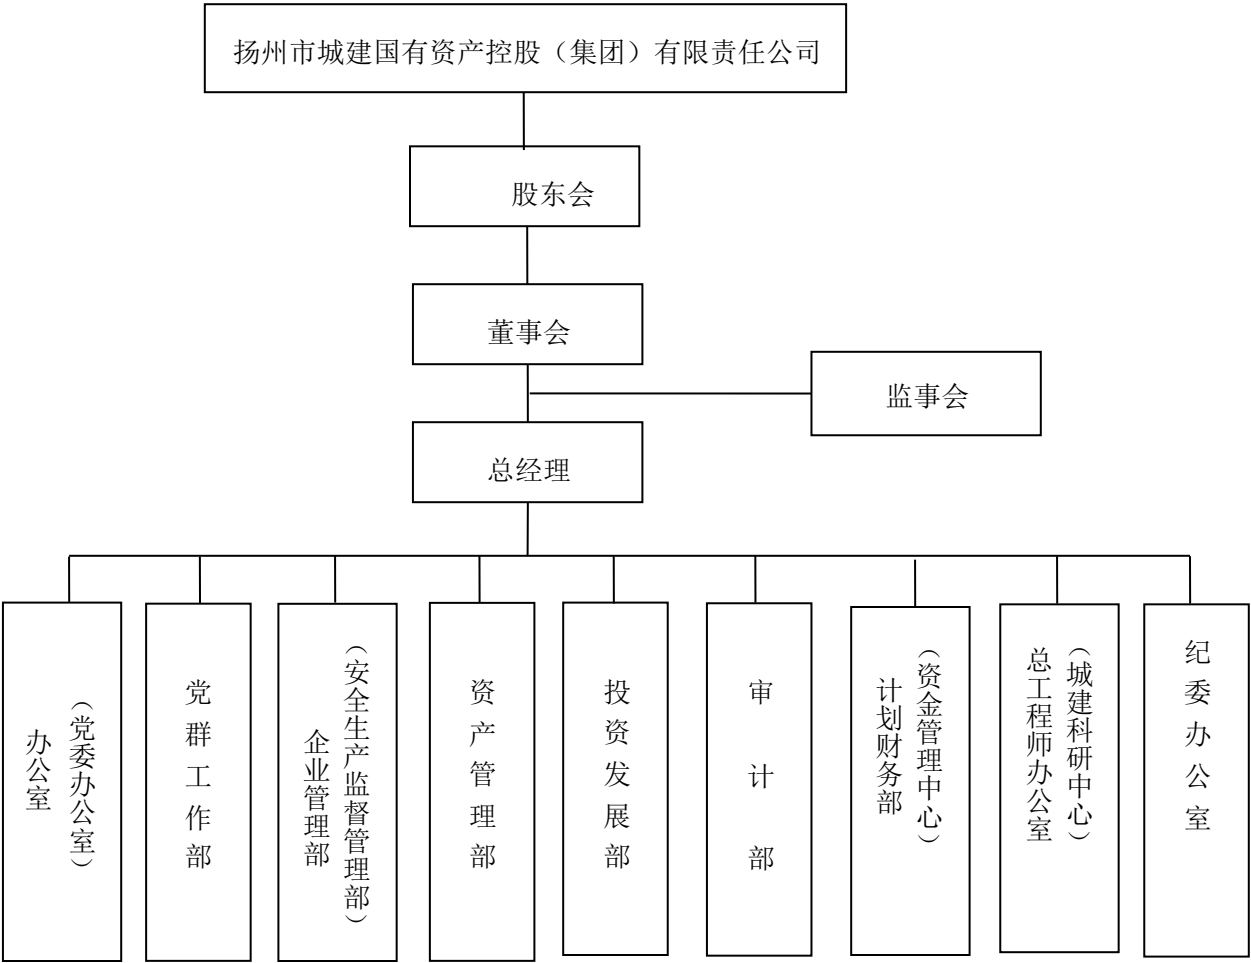 扬州市城建国有资产控股（集团）有限责任公司
股东会
董事会
监事会
总经理
办公室
（党委办公室）
党群工作部
企业管理部
（安全生产监督管理部）
资产管理部
投资发展部
审计部
计划财务部
（资金管理中心）
总工程师办公室
（城建科研中心）
纪委办公室